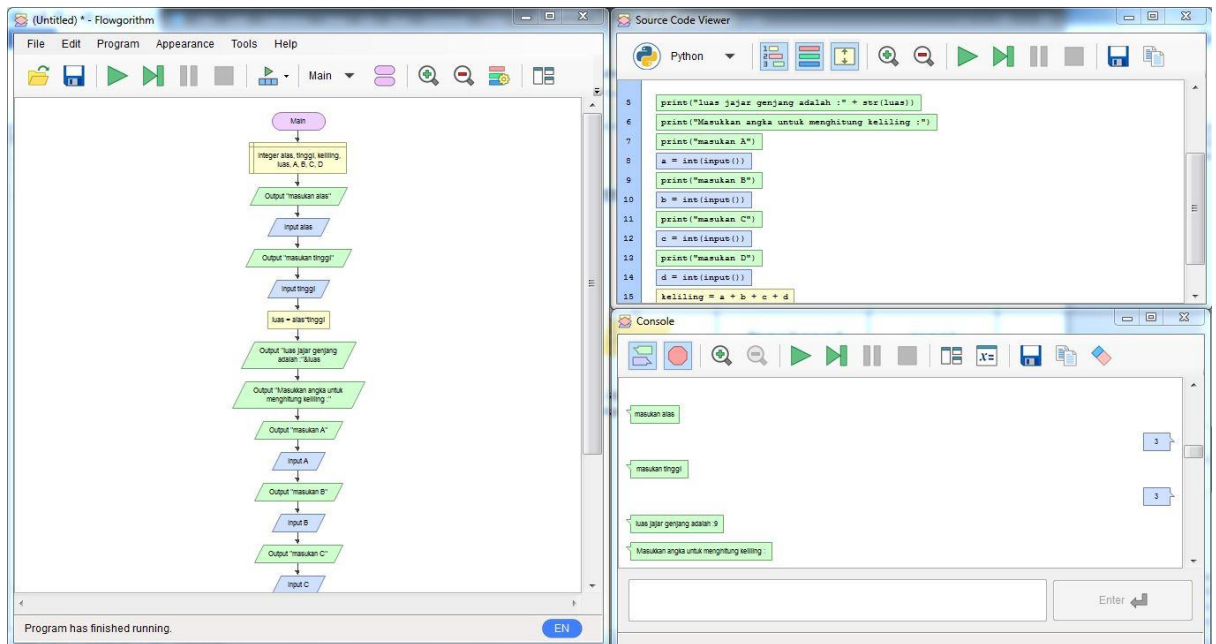 (Untitled) * - Flowgorithm
File Edit Program Appearance Tools Help
Main
Main
Integer alas, tinggi, keliling,
luas, A, B, C, D
Output "masukan alas"
Input alas
Output "masukan tinggi"
Input tinggi
luas = alas*tinggi
Output "luas jajar genjang
adalah :"&luas
Output "Masukkan angka untuk
menghitung keliling :"
Output "masukan A"
Input A
Output "masukan B"
Input B
Output "masukan C"
Input C
Program has finished running.
EN
Source Code Viewer
Python
5 print("luas jajar genjang adalah :" + str(luas))
6 print("Masukkan angka untuk menghitung keliling :")
7 print("masukan A")
8 a = int(input())
9 print("masukan B")
10 b = int(input())
11 print("masukan C")
12 c = int(input())
13 print("masukan D")
14 d = int(input())
15 keliling = a + b + c + d
Console
masukan alas
3
masukan tinggi
3
luas jajar genjang adalah :9
Masukkan angka untuk menghitung keliling :
Enter